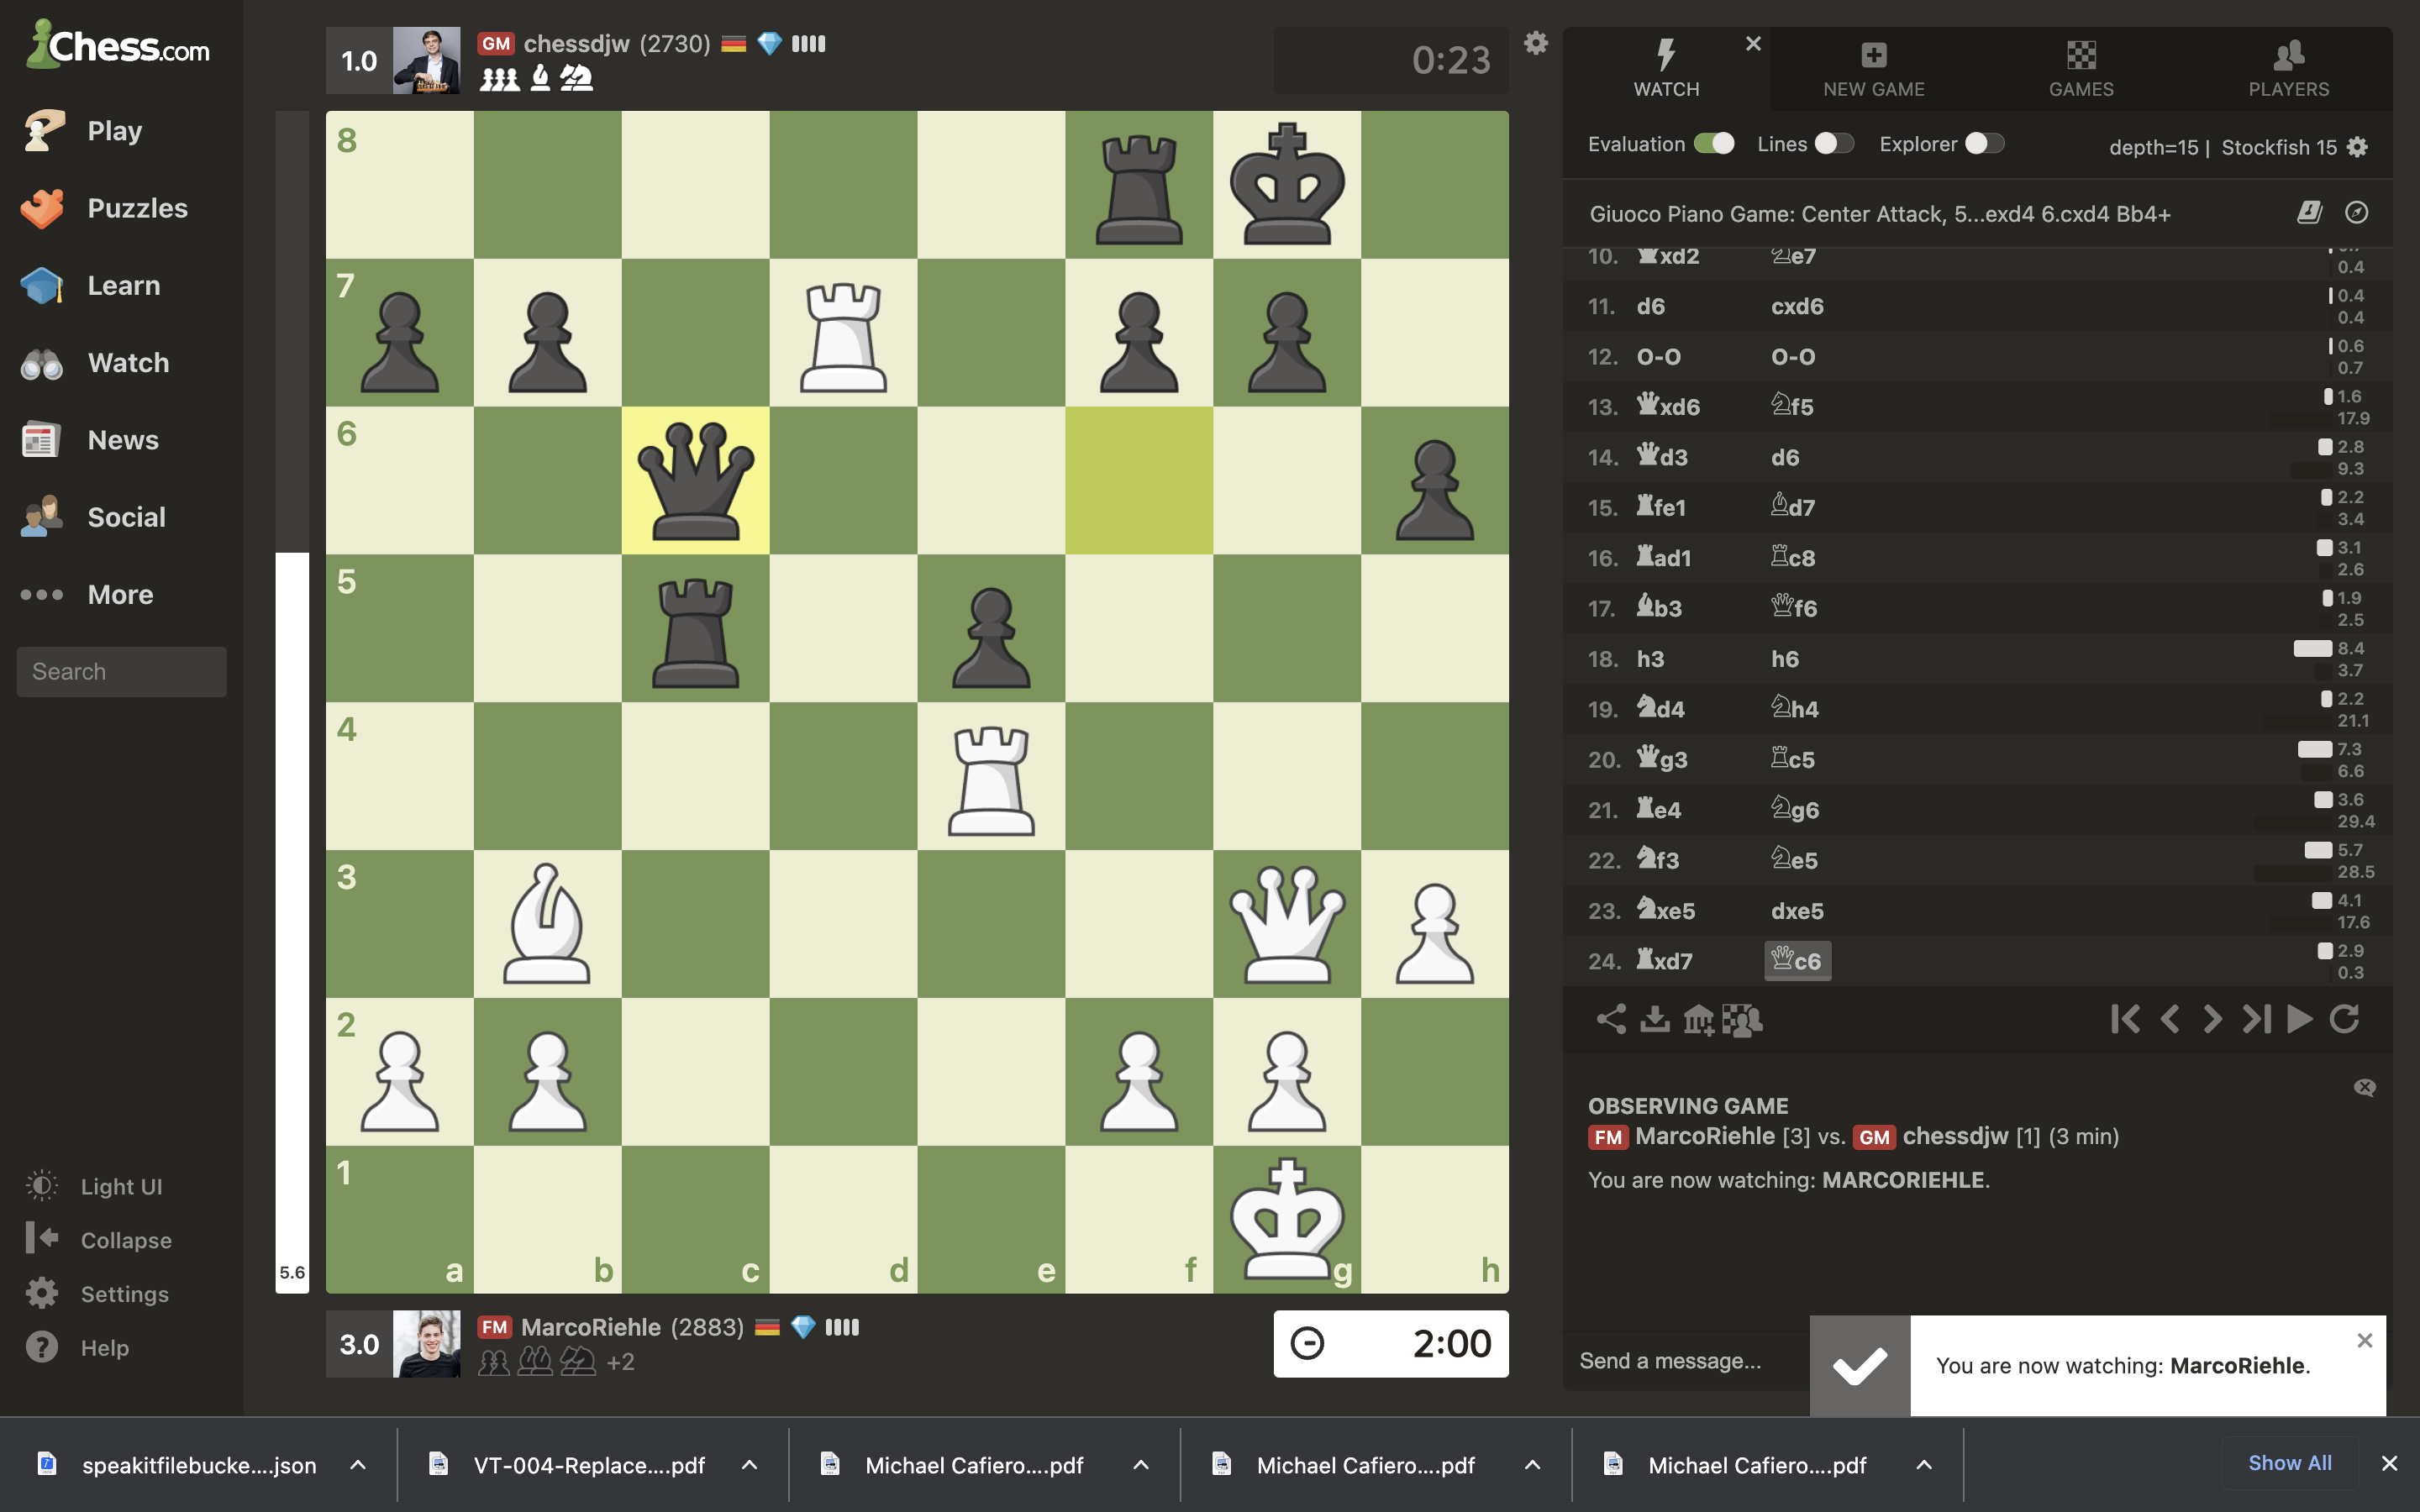 Chess.com
Play
Puzzles
Learn
Watch
News
Social
More
Search
Light UI
Collapse
Settings
Help
1.0
GM chessdjw (2730)
0:23
8
7
6
5
4
3
2
1
a b c d e f g h
5.6
3.0
FM MarcoRiehle (2883)
+2
2:00
WATCH
NEW GAME
GAMES
PLAYERS
Evaluation Lines Explorer depth=15 | Stockfish 15
Giuoco Piano Game: Center Attack, 5...exd4 6.cxd4 Bb4+
10. xd2 e7 0.4
11. d6 cxd6 0.4 0.4
12. O-O O-O 0.6 0.7
13. xd6 f5 1.6 17.9
14. d3 d6 2.8 9.3
15. fe1 d7 2.2 3.4
16. ad1 c8 3.1 2.6
17. b3 f6 1.9 2.5
18. h3 h6 8.4 3.7
19. d4 h4 2.2 21.1
20. g3 c5 7.3 6.6
21. e4 g6 3.6 29.4
22. f3 e5 5.7 28.5
23. xe5 dxe5 4.1 17.6
24. xd7 c6 2.9 0.3
OBSERVING GAME
FM MarcoRiehle [3] vs. GM chessdjw [1] (3 min)
You are now watching: MARCORIEHLE.
Send a message...
You are now watching: MarcoRiehle.
speakitfilebucke....json
VT-004-Replace....pdf
Michael Cafiero....pdf
Michael Cafiero....pdf
Michael Cafiero....pdf
Show All